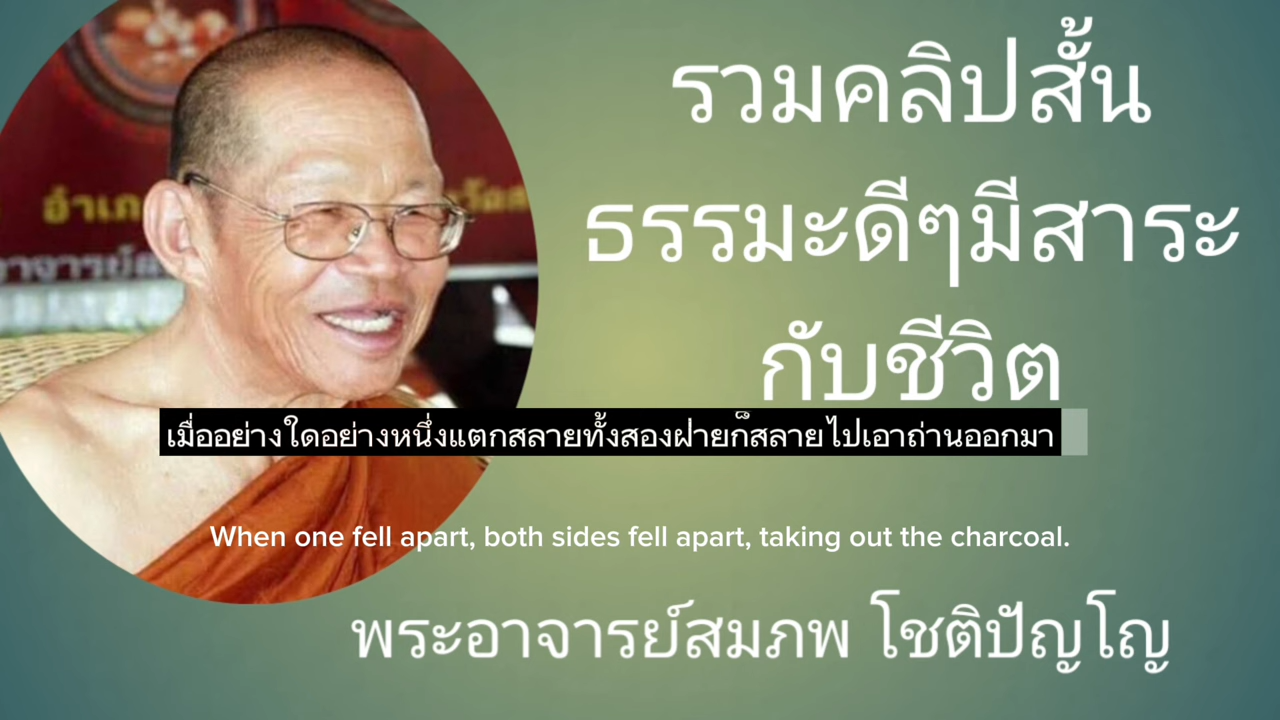 รวมคลิปสั้น
ธรรมะดีๆมีสาระ
กับชีวิต
อำเภ
เมื่ออย่างใดอย่างหนึ่งแตกสลายทั้งสองฝ่ายก็สลายไปเอาถ่านออกมา
When one fell apart, both sides fell apart, taking out the charcoal.
พระอาจารย์สมภพ โชติปัญโญ